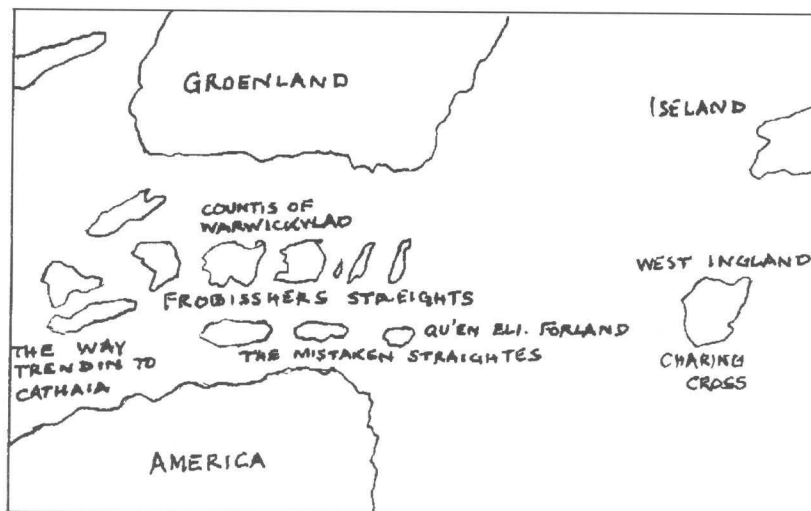 GROENLAND
ISELAND
COUNTIS OF
WARWICKYLAD
WEST INGLAND
FROBISSHERS STREIGHTS
QU'EN ELI. FORLAND
THE MISTAKEN STRAIGHTES
THE WAY
TRENDIN TO
CATHAIA
CHARING
CROSS
AMERICA